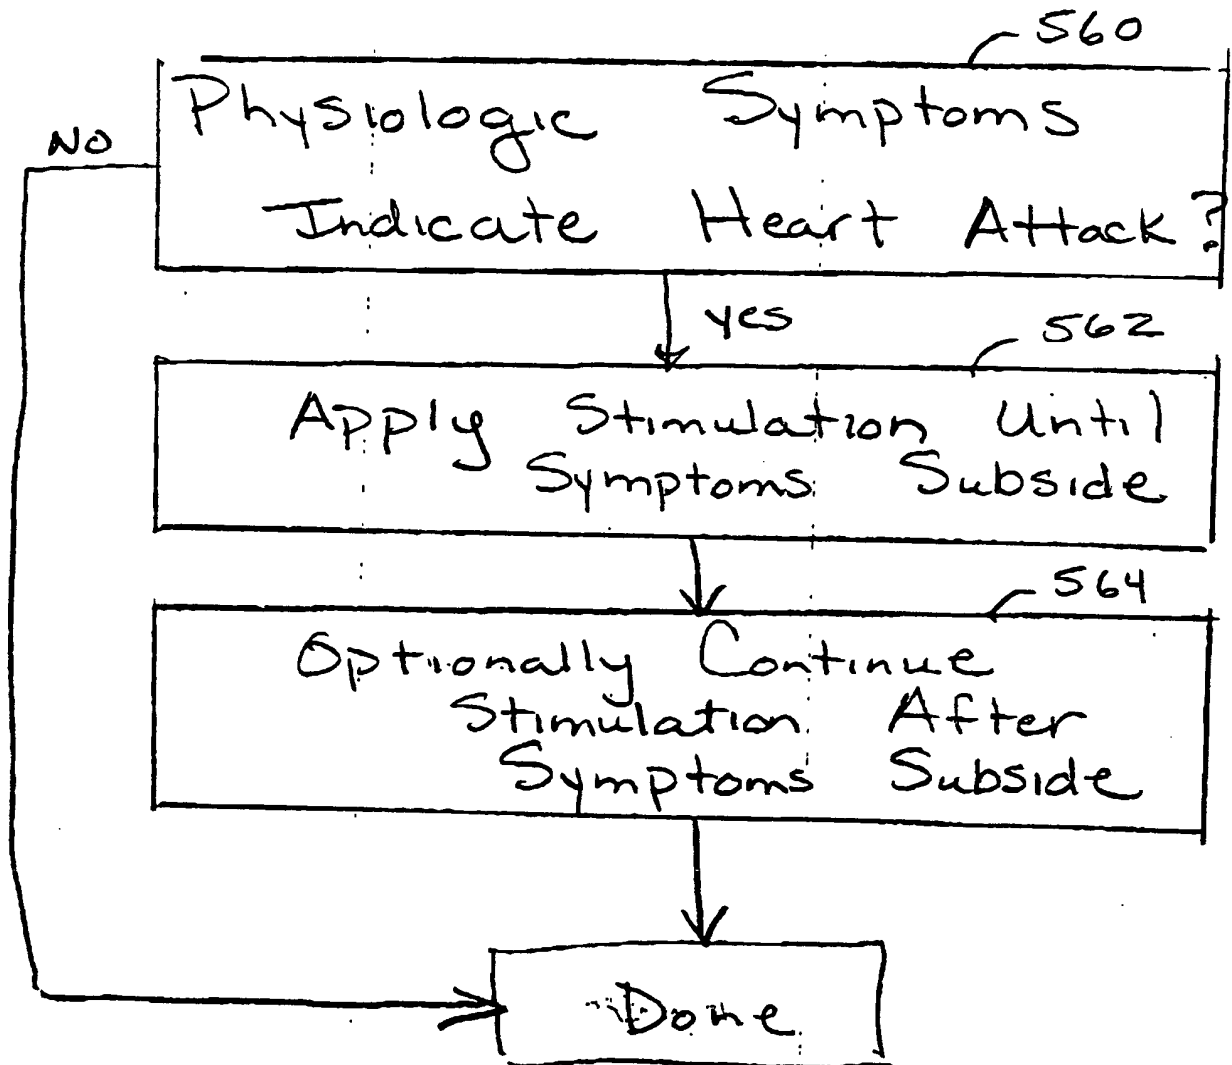 560
Physiologic Symptoms
NO
Indicate Heart Attack?
yes
562
Apply Stimulation Until
Symptoms Subside
564
Optionally Continue
Stimulation After
Symptoms Subside
Done